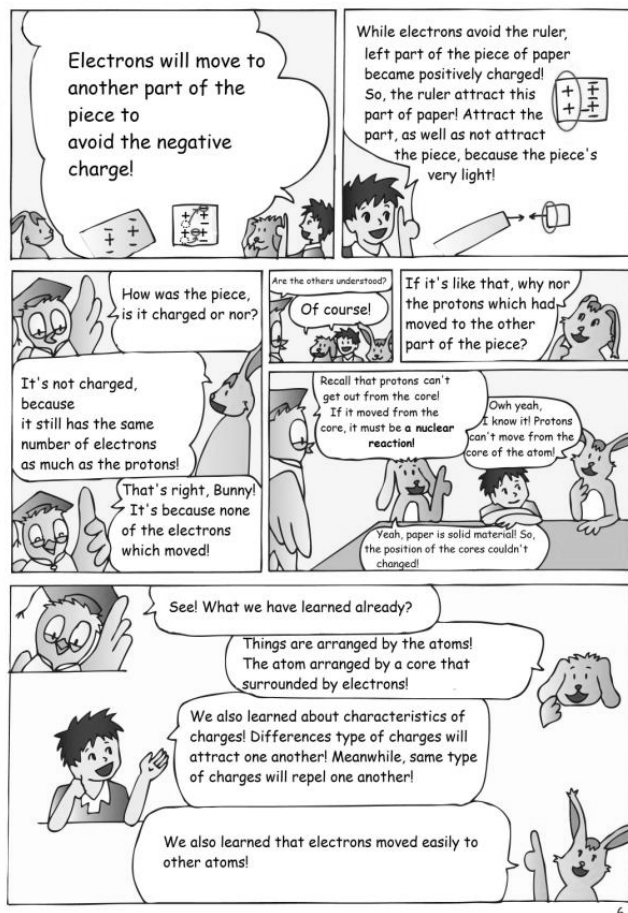 Electrons will move to
another part of the
piece to
avoid the negative
charge!
While electrons avoid the ruler,
left part of the piece of paper
became positively charged!
So, the ruler attract this
part of paper! Attract the
part, as well as not attract
the piece, because the piece's
very light!
How was the piece,
is it charged or nor?
It's not charged,
because
it still has the same
number of electrons
as much as the protons!
That's right, Bunny!
It's because none
of the electrons
which moved!
Are the others understood?
Of course!
If it's like that, why nor
the protons which had
moved to the other
part of the piece?
Recall that protons can't
get out from the core!
If it moved from the
core, it must be a nuclear
reaction!
Owh yeah,
I know it! Protons
can't move from the
core of the atom!
Yeah, paper is solid material! So,
the position of the cores couldn't
changed!
See! What we have learned already?
Things are arranged by the atoms!
The atom arranged by a core that
surrounded by electrons!
We also learned about characteristics of
charges! Differences type of charges will
attract one another! Meanwhile, same type
of charges will repel one another!
We also learned that electrons moved easily to
other atoms!
6